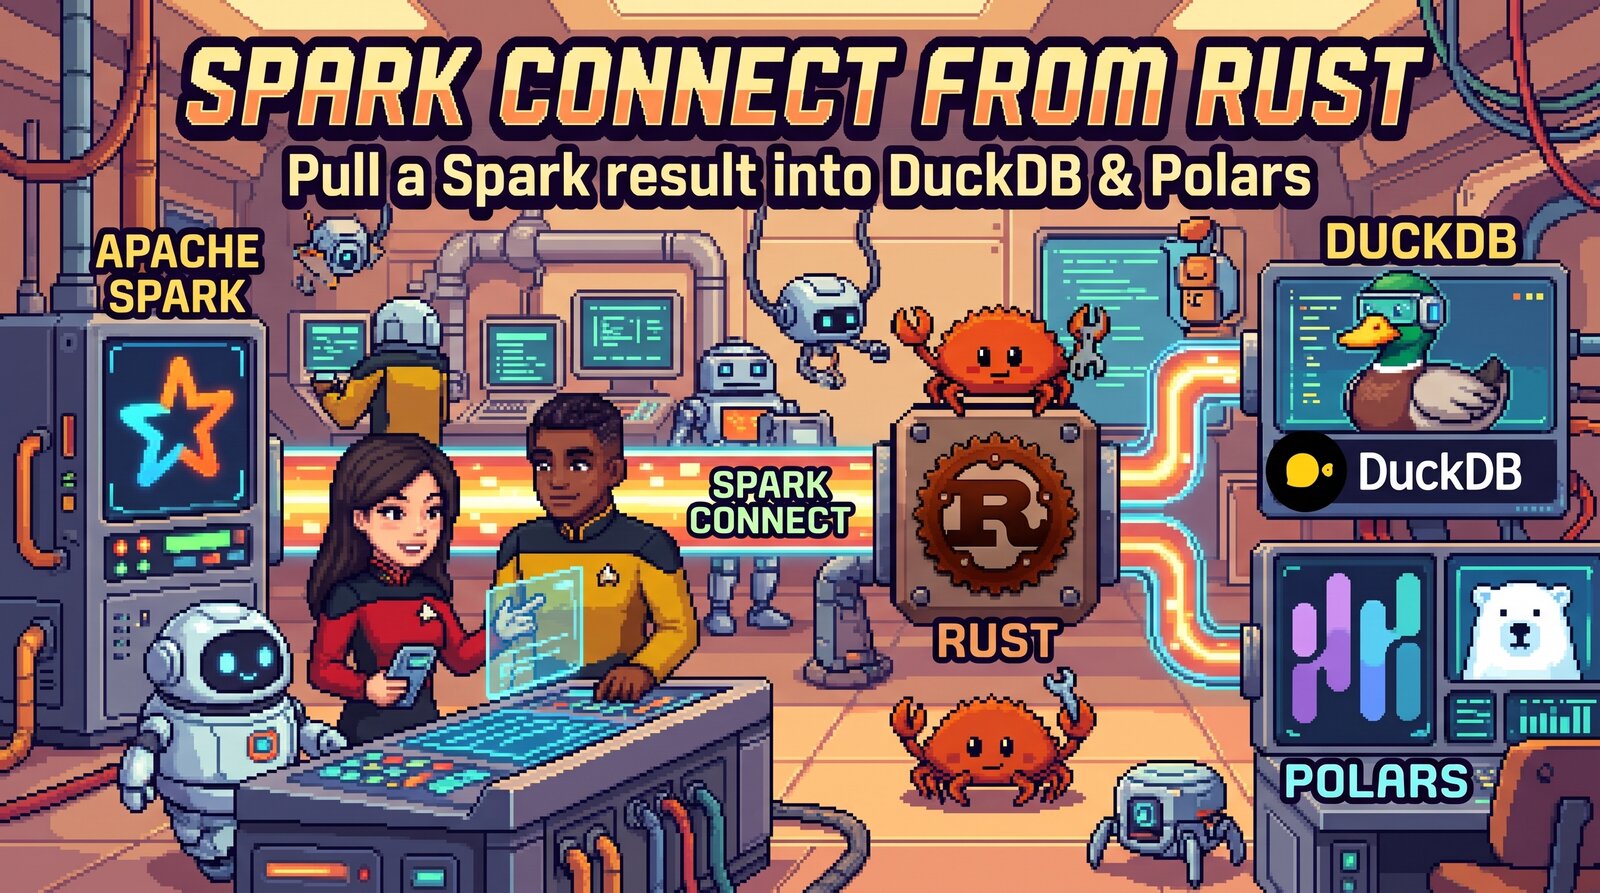 SPARK CONNECT FROM RUST
Pull a Spark result into DuckDB & Polars
APACHE
SPARK
DUCKDB
DuckDB
SPARK
CONNECT
R
RUST
POLARS